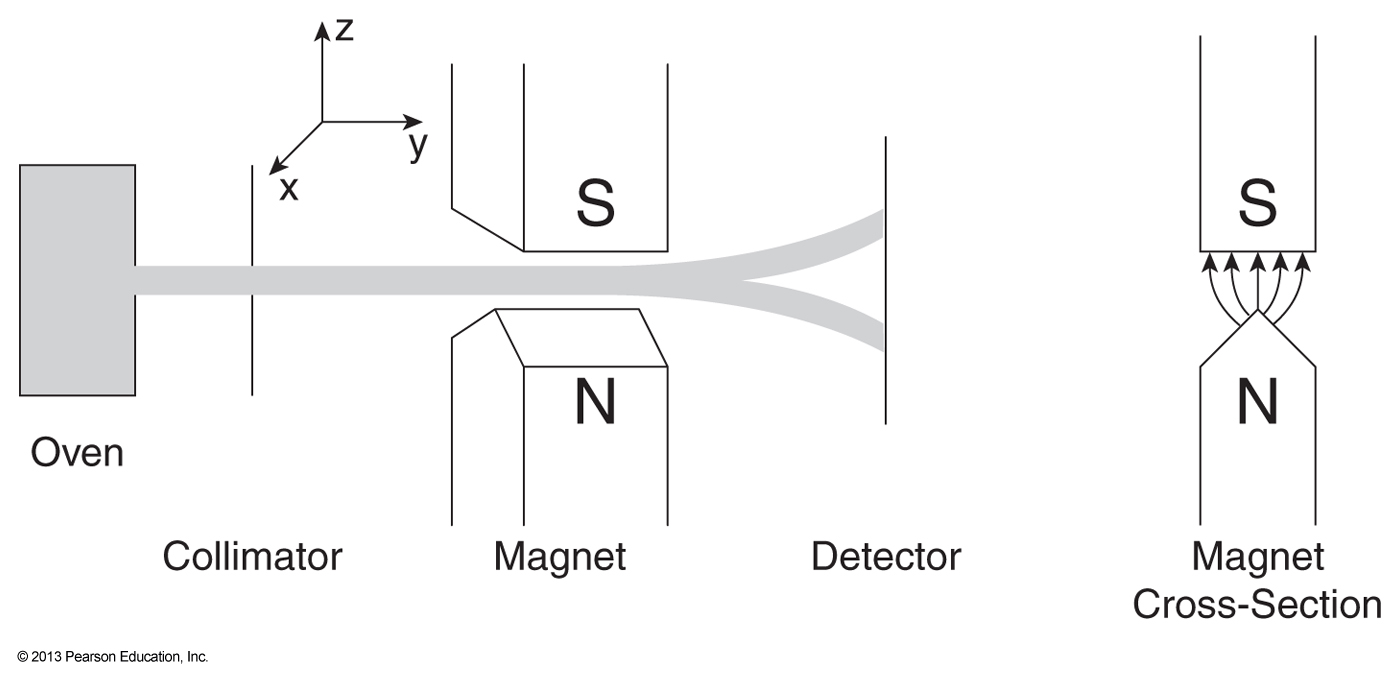 z
y
x
S
S
N
N
Oven
Collimator
Magnet
Detector
Magnet
Cross-Section
© 2013 Pearson Education, Inc.